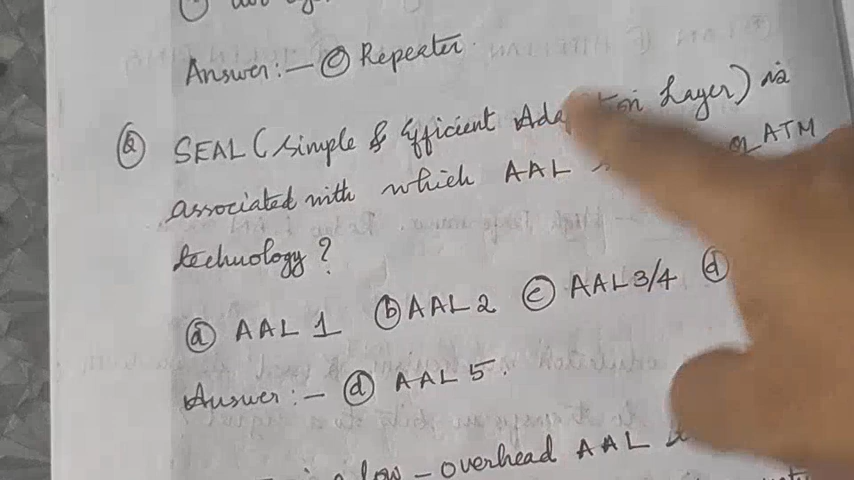 Answer:- ⓒ Repeater.
ⓠ SEAL (Simple & Efficient Layer) is
associated with which AAL of ATM
technology?
ⓐ AAL 1 ⓑ AAL 2 ⓒ AAL 3/4 ⓓ
Answer:- ⓓ AAL 5.
low-overhead AAL